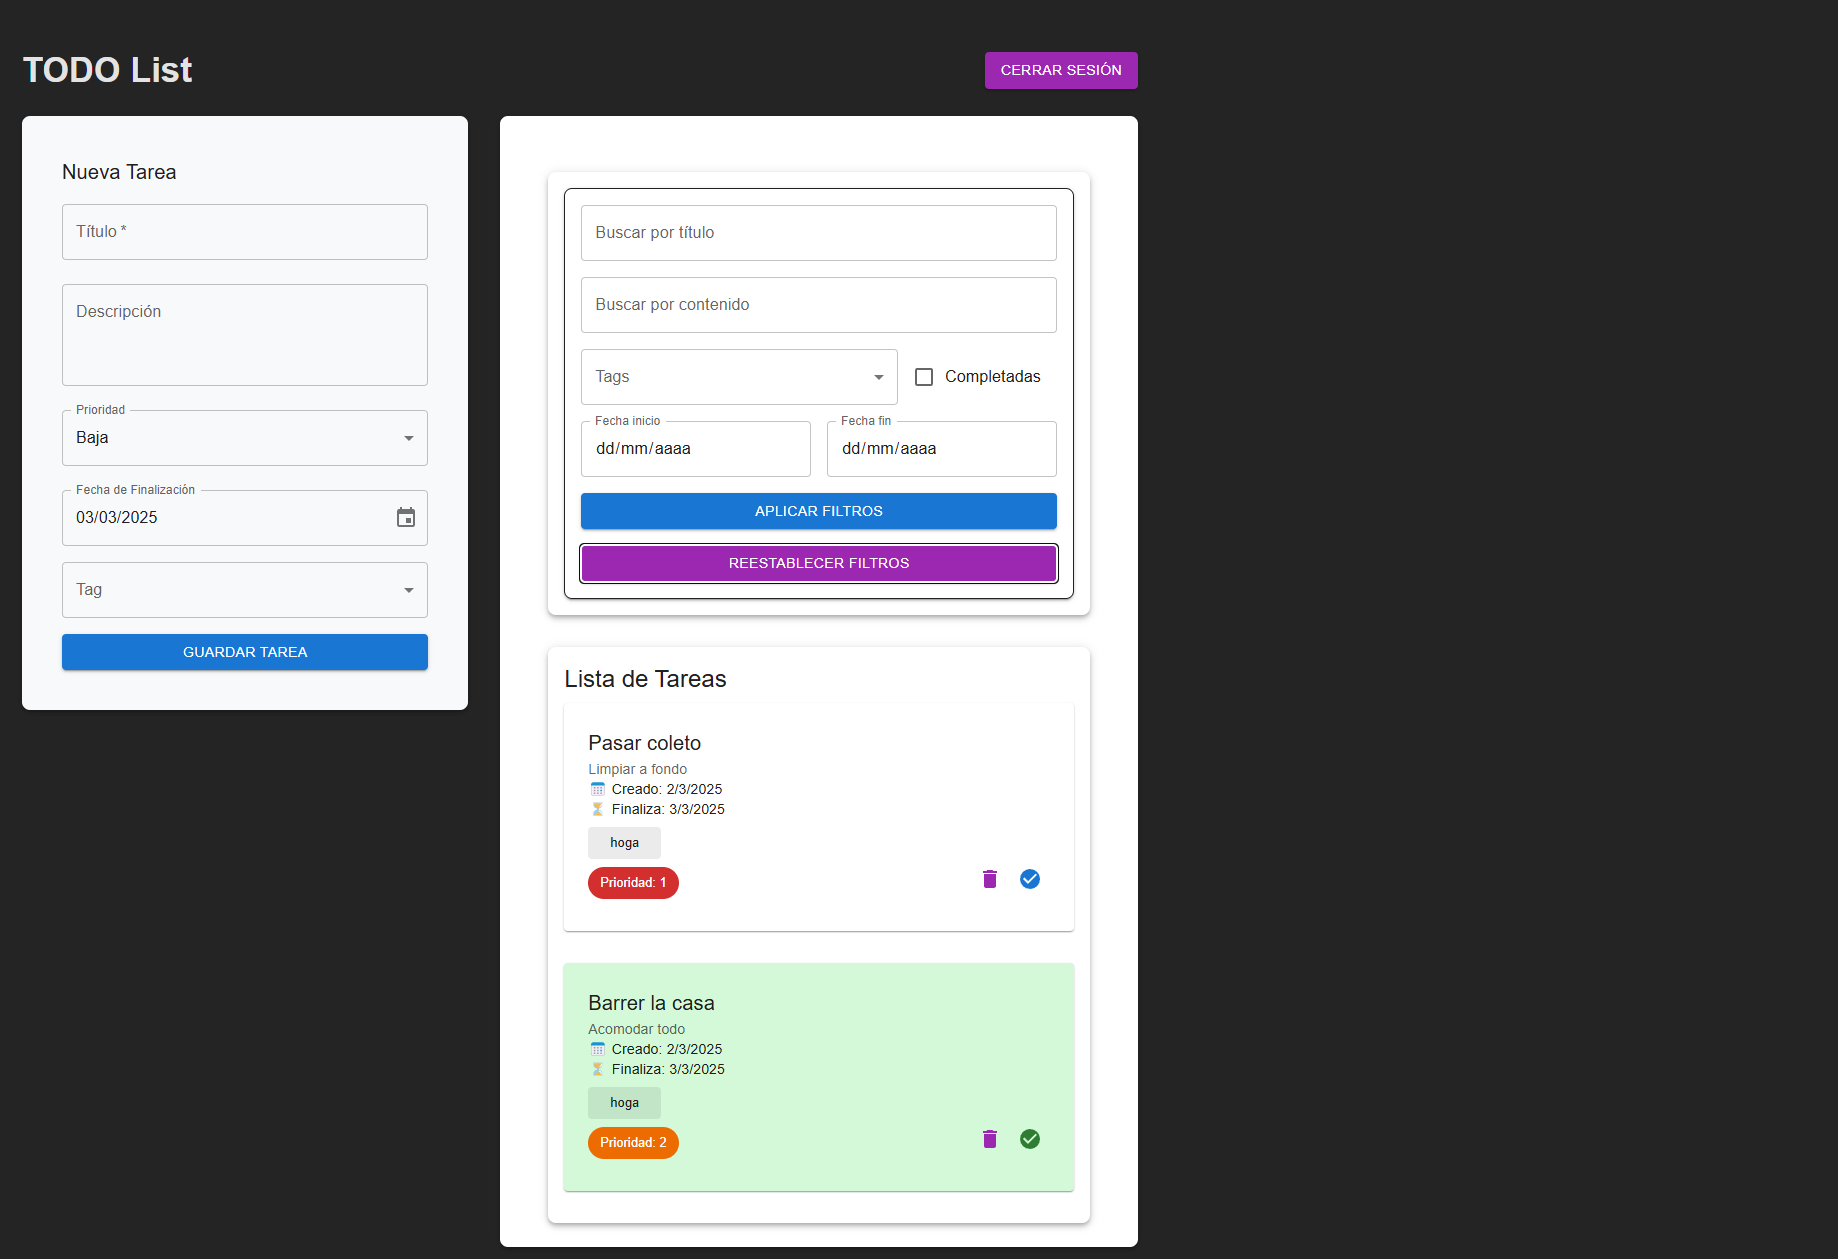 TODO List
CERRAR SESIÓN
Nueva Tarea
Título *
Descripción
Prioridad
Baja
Fecha de Finalización
03/03/2025
Tag
GUARDAR TAREA
Buscar por título
Buscar por contenido
Tags
Completadas
Fecha inicio
dd/mm/aaaa
Fecha fin
dd/mm/aaaa
APLICAR FILTROS
REESTABLECER FILTROS
Lista de Tareas
Pasar coleto
Limpiar a fondo
Creado: 2/3/2025
Finaliza: 3/3/2025
hoga
Prioridad: 1
Barrer la casa
Acomodar todo
Creado: 2/3/2025
Finaliza: 3/3/2025
hoga
Prioridad: 2